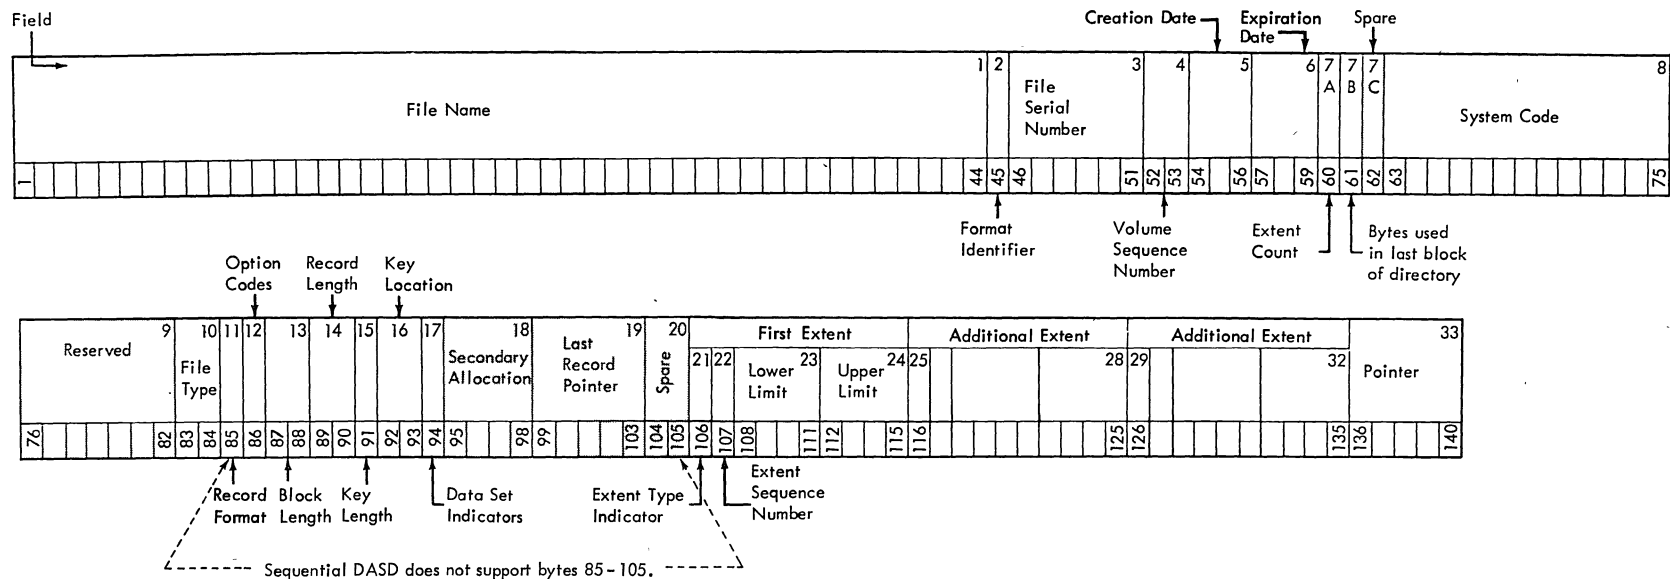 Field
Creation Date
Expiration
Date
Spare
1 2 3 4 5 6 7 7 7 8
A B C
File Name
File
Serial
Number
System Code
1 44 45 46 51 52 53 54 56 57 59 60 61 62 63 75
Format
Identifier
Volume
Sequence
Number
Extent
Count
Bytes used
in last block
of directory
Option
Codes
Record
Length
Key
Location
9 10 11 12 13 14 15 16 17 18 19 20 First Extent Additional Extent Additional Extent 33
Reserved
File
Type
Secondary
Allocation
Last
Record
Pointer
Spare
21 22 23 24 25 28 29 32
Lower
Limit
Upper
Limit
Pointer
76 82 83 84 85 86 87 88 89 90 91 92 93 94 95 98 99 103 104 105 106 107 108 111 112 115 116 125 126 135 136 140
Record
Format
Block
Length
Key
Length
Data Set
Indicators
Extent Type
Indicator
Extent
Sequence
Number
Sequential DASD does not support bytes 85-105.